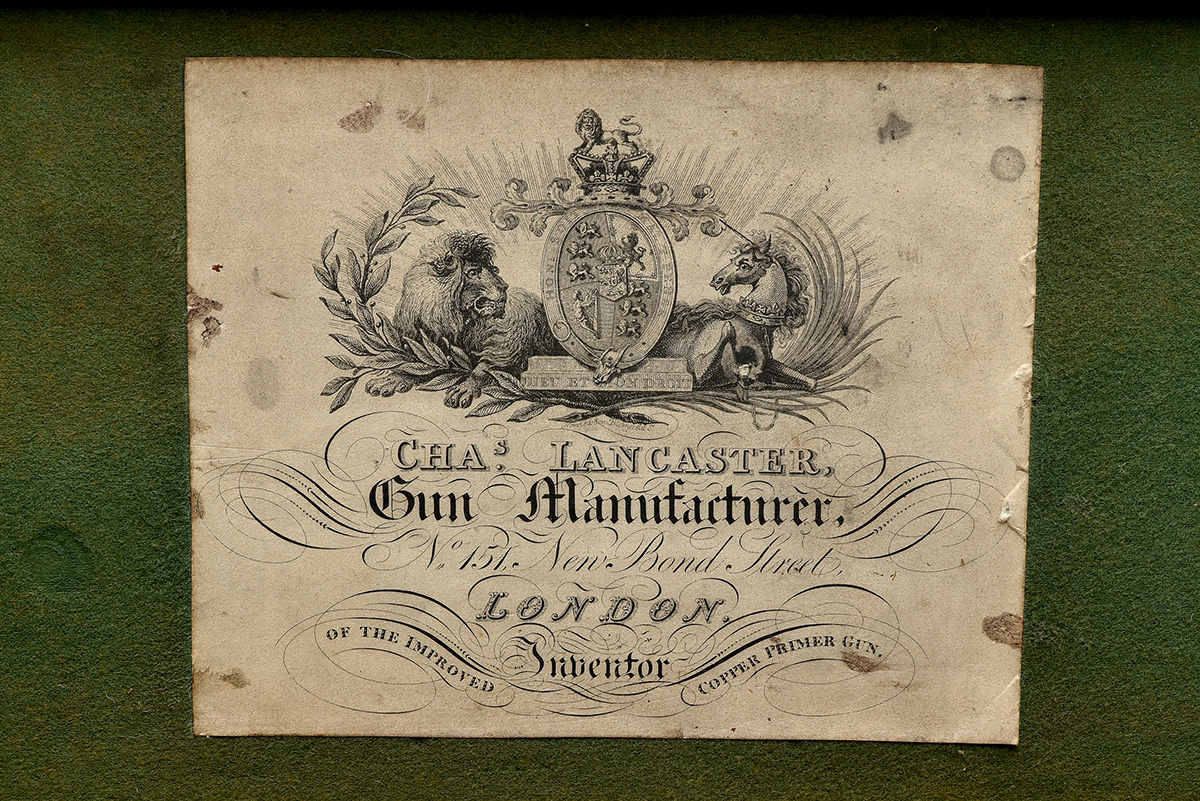 HONI S
DIEU ET MON DROIT
CHAS. LANCASTER,
Gun Manufacturer,
No. 151, New Bond Street,
LONDON.
Inventor
OF THE IMPROVED COPPER PRIMER GUN.